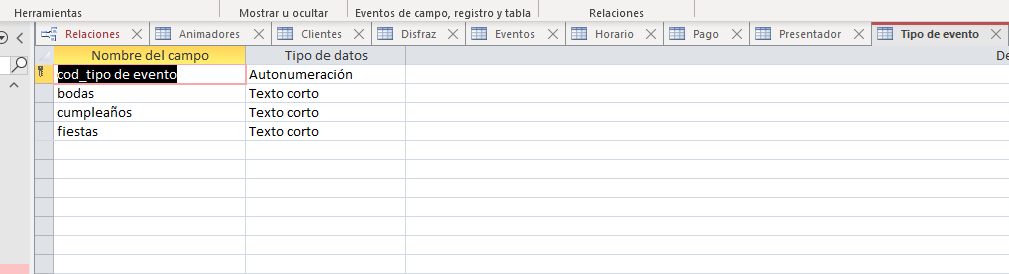 Herramientas Mostrar u ocultar Eventos de campo, registro y tabla Relaciones
Relaciones Animadores Clientes Disfraz Eventos Horario Pago Presentador Tipo de evento
Nombre del campo Tipo de datos De
cod_tipo de evento Autonumeración
bodas Texto corto
cumpleaños Texto corto
fiestas Texto corto